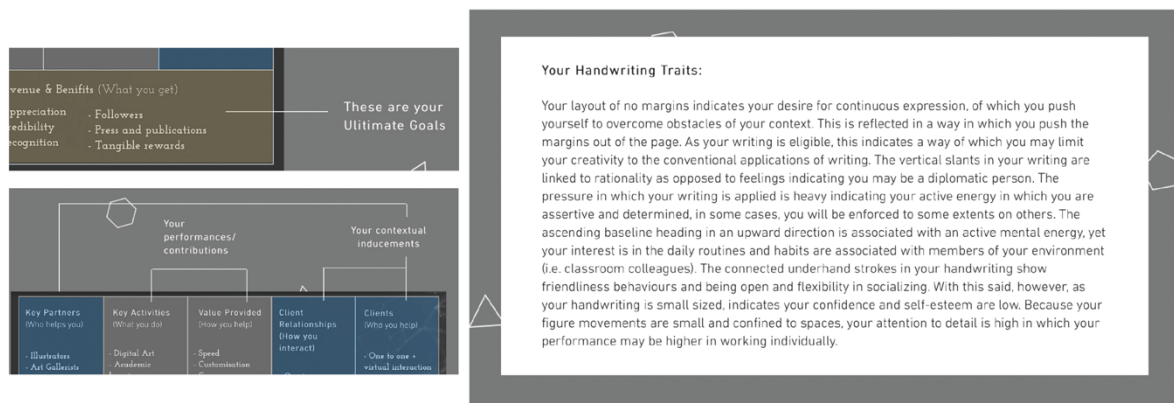 venue & Benifits (What you get)
ppreciation
redibility
ecognition
- Followers
- Press and publications
- Tangible rewards
These are your
Ulitimate Goals
Your
performances/
contributions
Your contextual
inducements
Key Partners
(Who helps you)
- Illustrators
- Art Gallerists
Key Activities
(What you do)
- Digital Art
- Academic
Value Provided
(How you help)
- Speed
- Customisation
Client
Relationships
(How you
interact)
Clients
(Who you help)
- One to one +
virtual interaction
Your Handwriting Traits:
Your layout of no margins indicates your desire for continuous expression, of which you push
yourself to overcome obstacles of your context. This is reflected in a way in which you push the
margins out of the page. As your writing is eligible, this indicates a way of which you may limit
your creativity to the conventional applications of writing. The vertical slants in your writing are
linked to rationality as opposed to feelings indicating you may be a diplomatic person. The
pressure in which your writing is applied is heavy indicating your active energy in which you are
assertive and determined, in some cases, you will be enforced to some extents on others. The
ascending baseline heading in an upward direction is associated with an active mental energy, yet
your interest is in the daily routines and habits are associated with members of your environment
(i.e. classroom colleagues). The connected underhand strokes in your handwriting show
friendliness behaviours and being open and flexibility in socializing. With this said, however, as
your handwriting is small sized, indicates your confidence and self-esteem are low. Because your
figure movements are small and confined to spaces, your attention to detail is high in which your
performance may be higher in working individually.